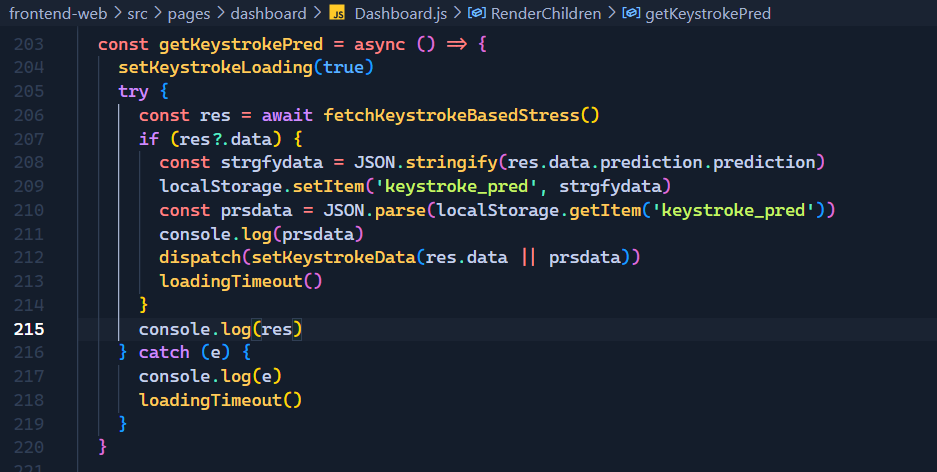 frontend-web > src > pages > dashboard > JS Dashboard.js > RenderChildren > getKeystrokePred
203 const getKeystrokePred = async () => {
204 setKeystrokeLoading(true)
205 try {
206 const res = await fetchKeystrokeBasedStress()
207 if (res?.data) {
208 const strgfydata = JSON.stringify(res.data.prediction.prediction)
209 localStorage.setItem('keystroke_pred', strgfydata)
210 const prsdata = JSON.parse(localStorage.getItem('keystroke_pred'))
211 console.log(prsdata)
212 dispatch(setKeystrokeData(res.data || prsdata))
213 loadingTimeout()
214 }
215 console.log(res)
216 } catch (e) {
217 console.log(e)
218 loadingTimeout()
219 }
220 }
221